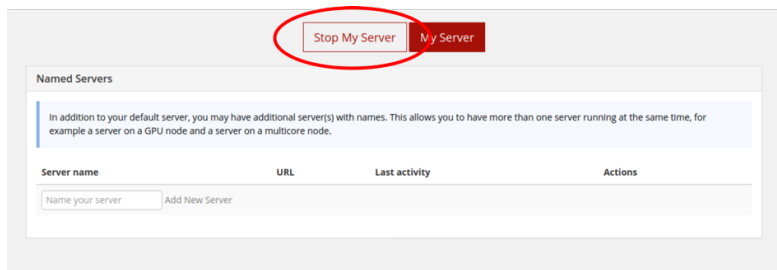 Stop My Server My Server
Named Servers
In addition to your default server, you may have additional server(s) with names. This allows you to have more than one server running at the same time, for
example a server on a GPU node and a server on a multicore node.
Server name URL Last activity Actions
Name your server Add New Server